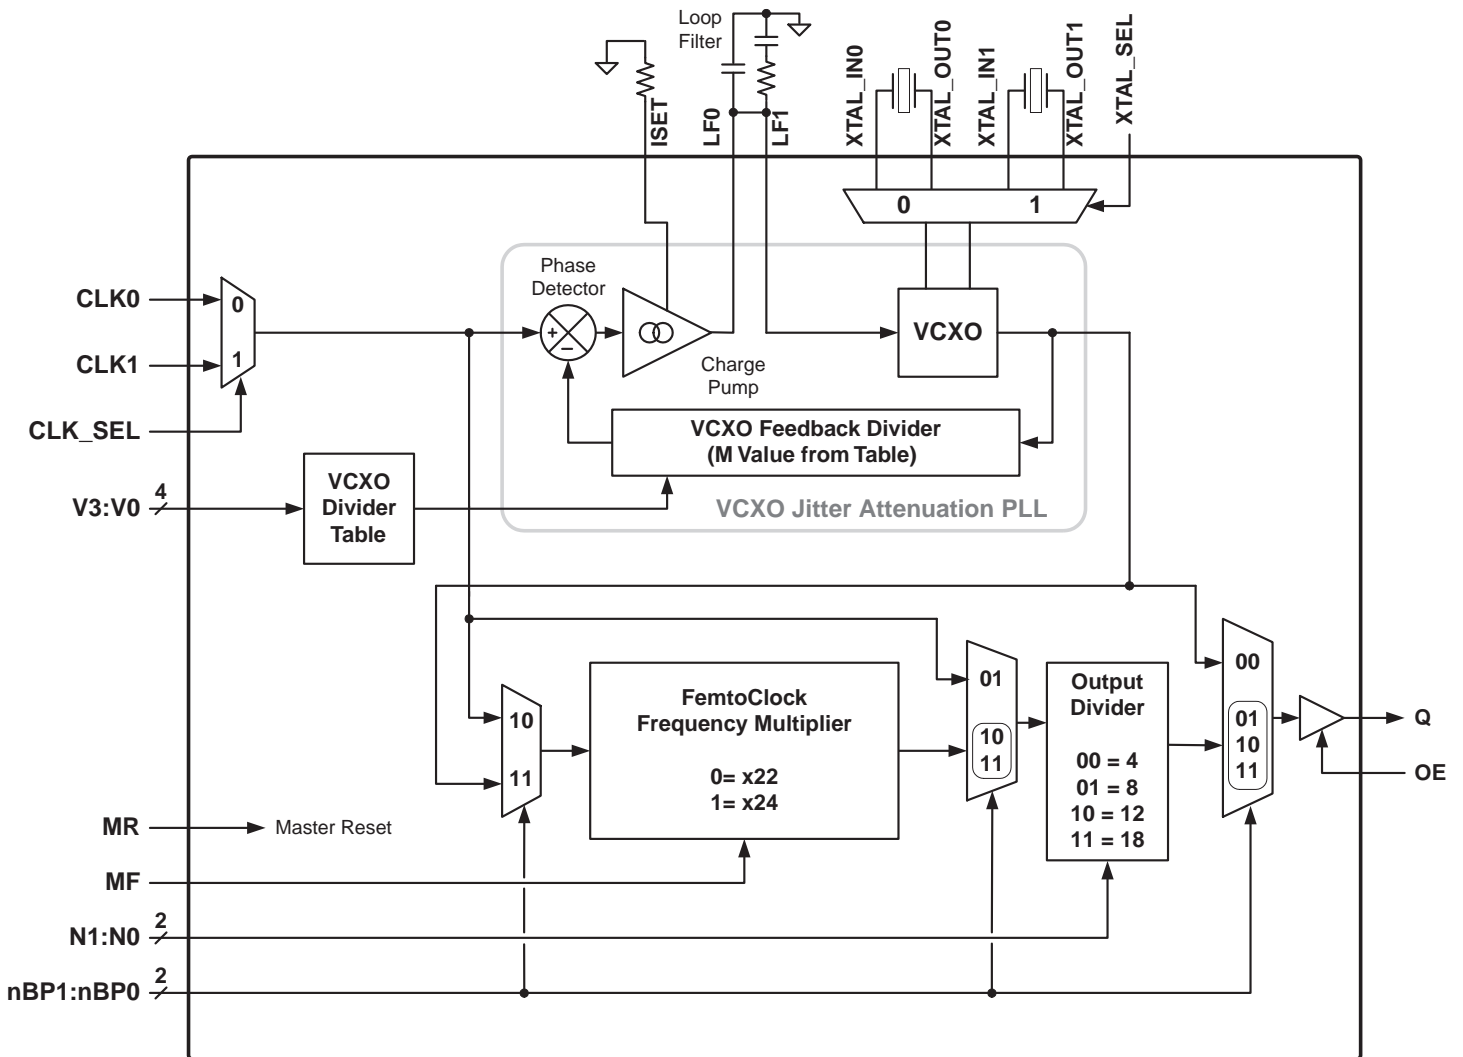 Loop
Filter
ISET
LF0
LF1
XTAL_IN0
XTAL_OUT0
XTAL_IN1
XTAL_OUT1
XTAL_SEL
0
1
CLK0
CLK1
CLK_SEL
0
1
Phase
Detector
+
–
Charge
Pump
VCXO
VCXO Feedback Divider
(M Value from Table)
VCXO Jitter Attenuation PLL
V3:V0
4
VCXO
Divider
Table
10
11
FemtoClock
Frequency Multiplier
0= x22
1= x24
01
10
11
Output
Divider
00 = 4
01 = 8
10 = 12
11 = 18
00
01
10
11
Q
OE
MR
Master Reset
MF
N1:N0
2
nBP1:nBP0
2